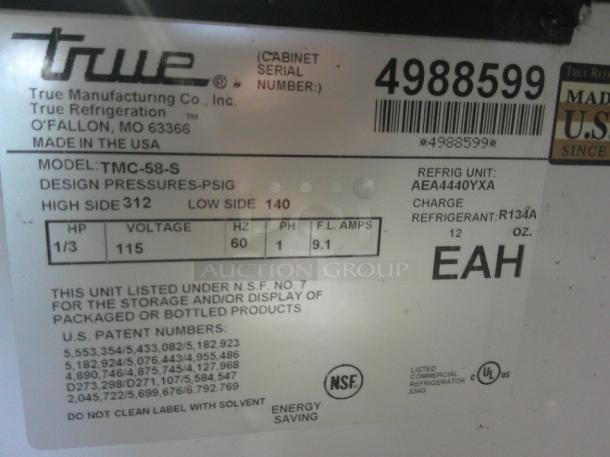 true®.
True Manufacturing Co., Inc.
True Refrigeration ™
O'FALLON, MO 63366
MADE IN THE USA
(CABINET
SERIAL
NUMBER:)
4988599
*4988599*
MADE
U.S
SINCE
MODEL: TMC-58-S
DESIGN PRESSURES-PSIG
HIGH SIDE 312 LOW SIDE 140
REFRIG UNIT:
AEA4440YXA
CHARGE
REFRIGERANT: R134A
12 OZ.
HP VOLTAGE HZ PH F.L. AMPS
1/3 115 60 1 9.1
EAH
AUCTION GROUP
THIS UNIT LISTED UNDER N.S.F. NO. 7
FOR THE STORAGE AND/OR DISPLAY OF
PACKAGED OR BOTTLED PRODUCTS
U.S. PATENT NUMBERS:
5,553,354/5,433,082/5,182,923
5,182,924/5,076,443/4,955,486
4,890,746/4,875,745/4,127,968
D273,298/D271,107/5,584,547
2,045,722/5,699,676/6,792,769
DO NOT CLEAN LABEL WITH SOLVENT
ENERGY
SAVING
NSF
LISTED
COMMERCIAL
REFRIGERATOR
334G
C UL US